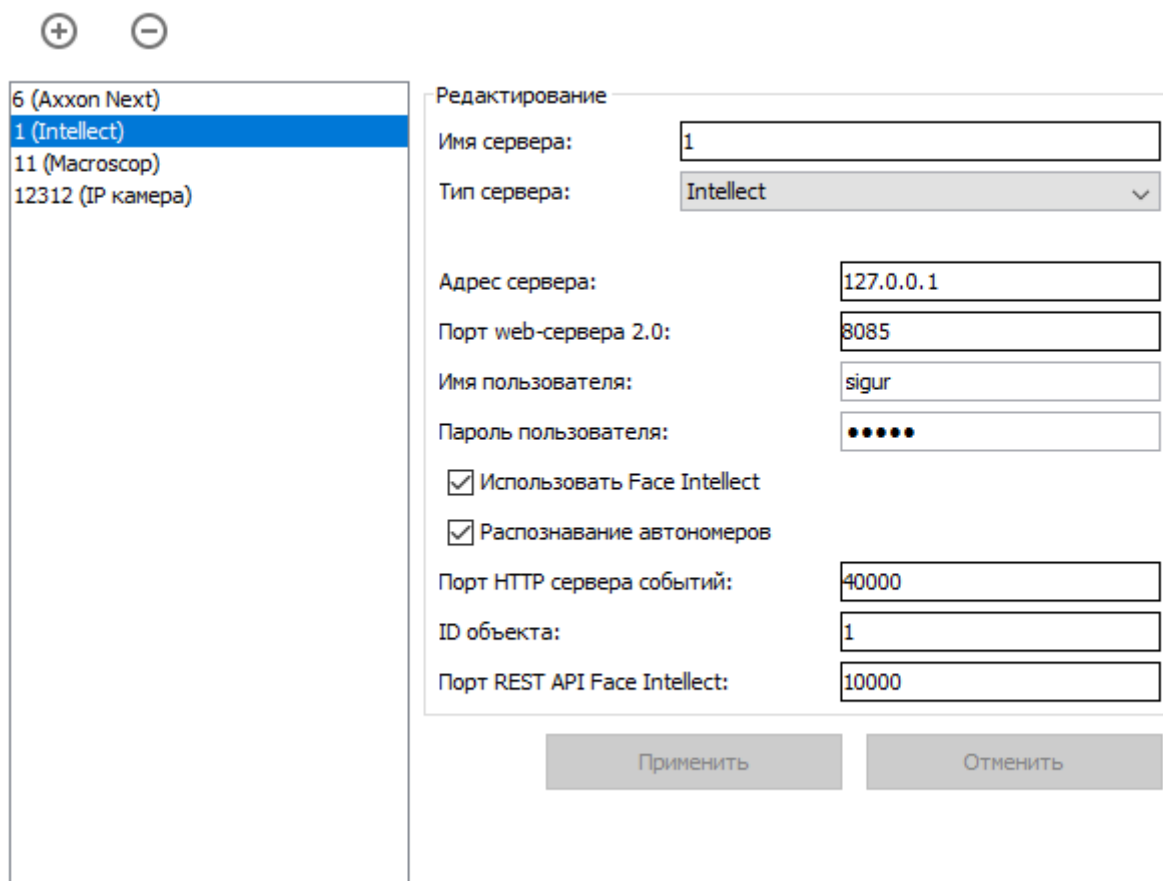 6 (Axxon Next)
1 (Intellect)
11 (Macroscop)
12312 (IP камера)
Редактирование
Имя сервера: 1
Тип сервера: Intellect
Адрес сервера: 127.0.0.1
Порт web-сервера 2.0: 8085
Имя пользователя: sigur
Пароль пользователя: •••••
Использовать Face Intellect
Распознавание автономеров
Порт HTTP сервера событий: 40000
ID объекта: 1
Порт REST API Face Intellect: 10000
Применить Отменить